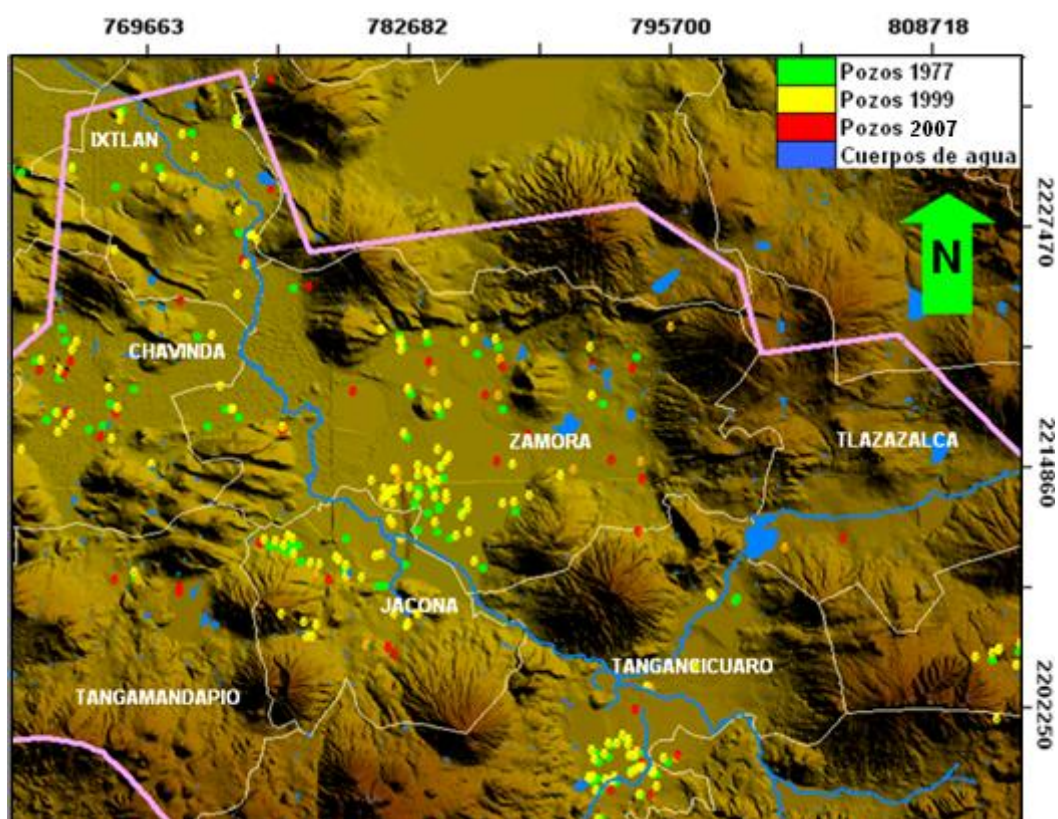 769663 782682 795700 808718
Pozos 1977
Pozos 1999
Pozos 2007
Cuerpos de agua
IXTLAN
N
2227470
CHAVINDA
ZAMORA
TLAZAZALCA
2214860
JACONA
TANGANCICUARO
TANGAMANDAPIO
2202250